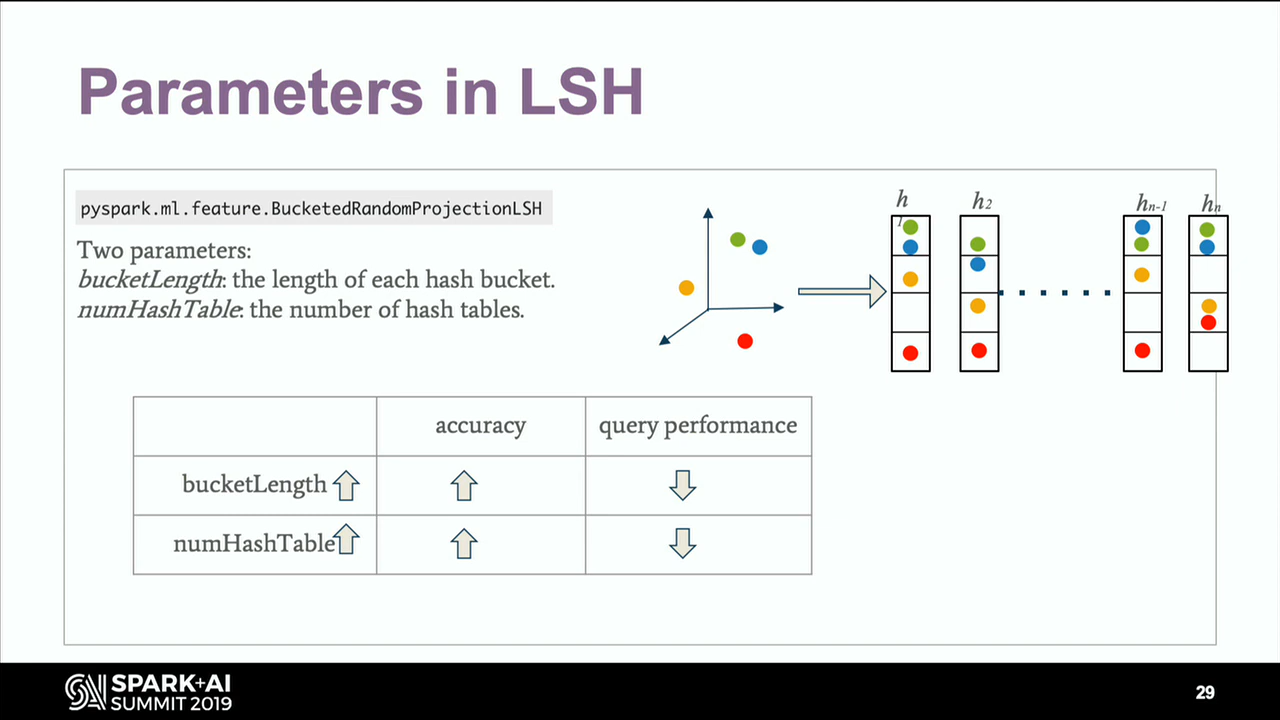 Parameters in LSH
pyspark.ml.feature.BucketedRandomProjectionLSH
Two parameters:
bucketLength: the length of each hash bucket.
numHashTable: the number of hash tables.
h1 h2 hn-1 hn
accuracy query performance
bucketLength
numHashTable
SPARK+AI
SUMMIT 2019
29